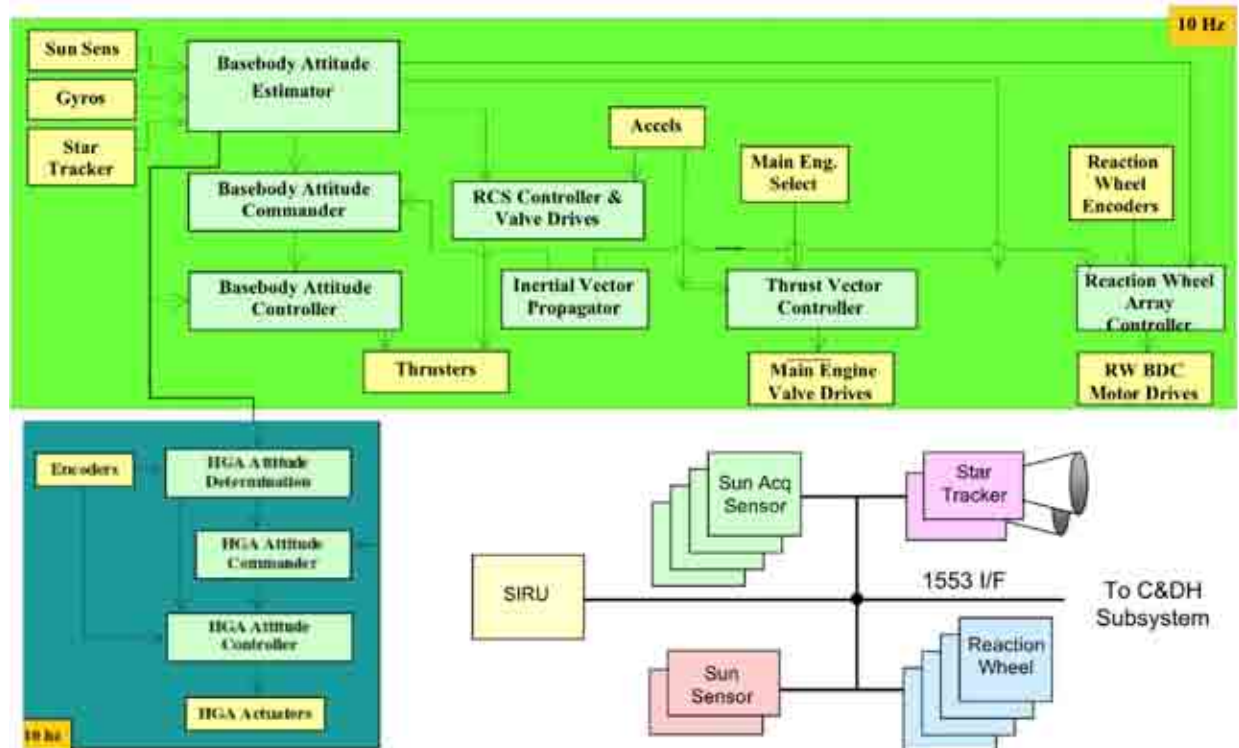 10 Hz
Sun Sens
Gyros
Star
Tracker
Basebody Attitude
Estimator
Accels
Main Eng.
Select
Reaction
Wheel
Encoders
Basebody Attitude
Commander
RCS Controller &
Valve Drives
Basebody Attitude
Controller
Inertial Vector
Propagator
Thrust Vector
Controller
Reaction Wheel
Array
Controller
Thrusters
Main Engine
Valve Drives
RW BDC
Motor Drives
Encoders
HGA Attitude
Determination
HGA Attitude
Commander
HGA Attitude
Controller
HGA Actuators
10 hz
Sun Acq
Sensor
Star
Tracker
SIRU
1553 I/F
To C&DH
Subsystem
Sun
Sensor
Reaction
Wheel